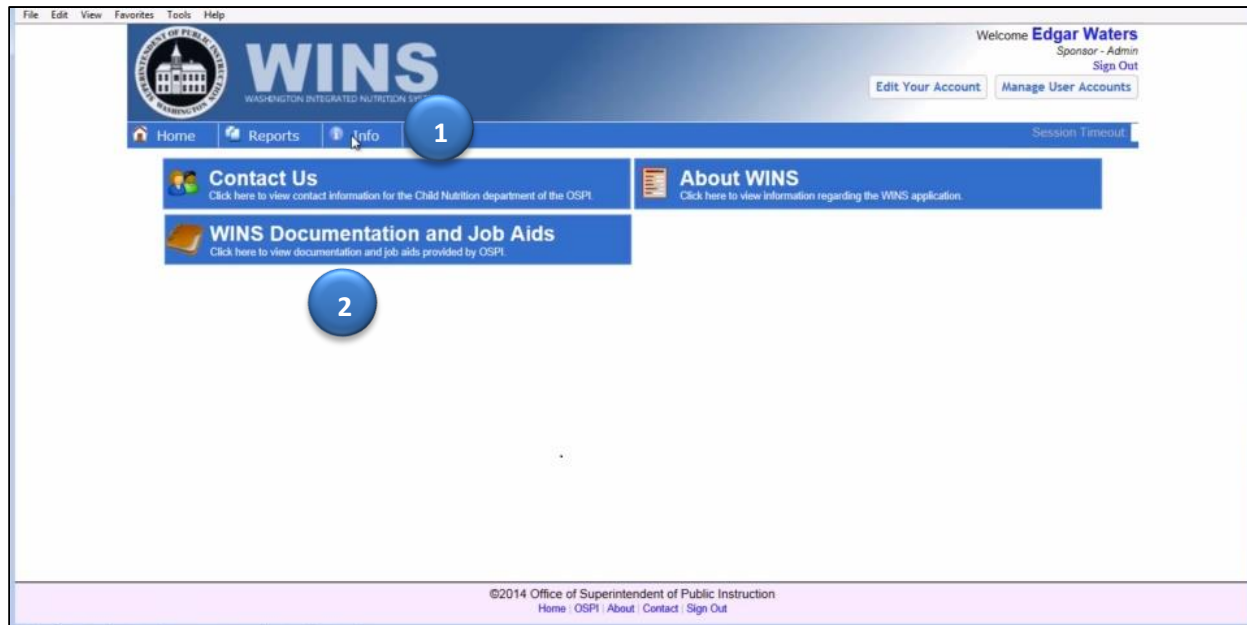 File Edit View Favorites Tools Help
Welcome Edgar Waters
Sponsor - Admin
Sign Out
WINS
WASHINGTON INTEGRATED NUTRITION
Edit Your Account Manage User Accounts
Home Reports Info 1 Session Timeout:
Contact Us
Click here to view contact information for the Child Nutrition department of the OSPI.
About WINS
Click here to view information regarding the WINS application.
WINS Documentation and Job Aids
Click here to view documentation and job aids provided by OSPI.
2
©2014 Office of Superintendent of Public Instruction
Home | OSPI | About | Contact | Sign Out